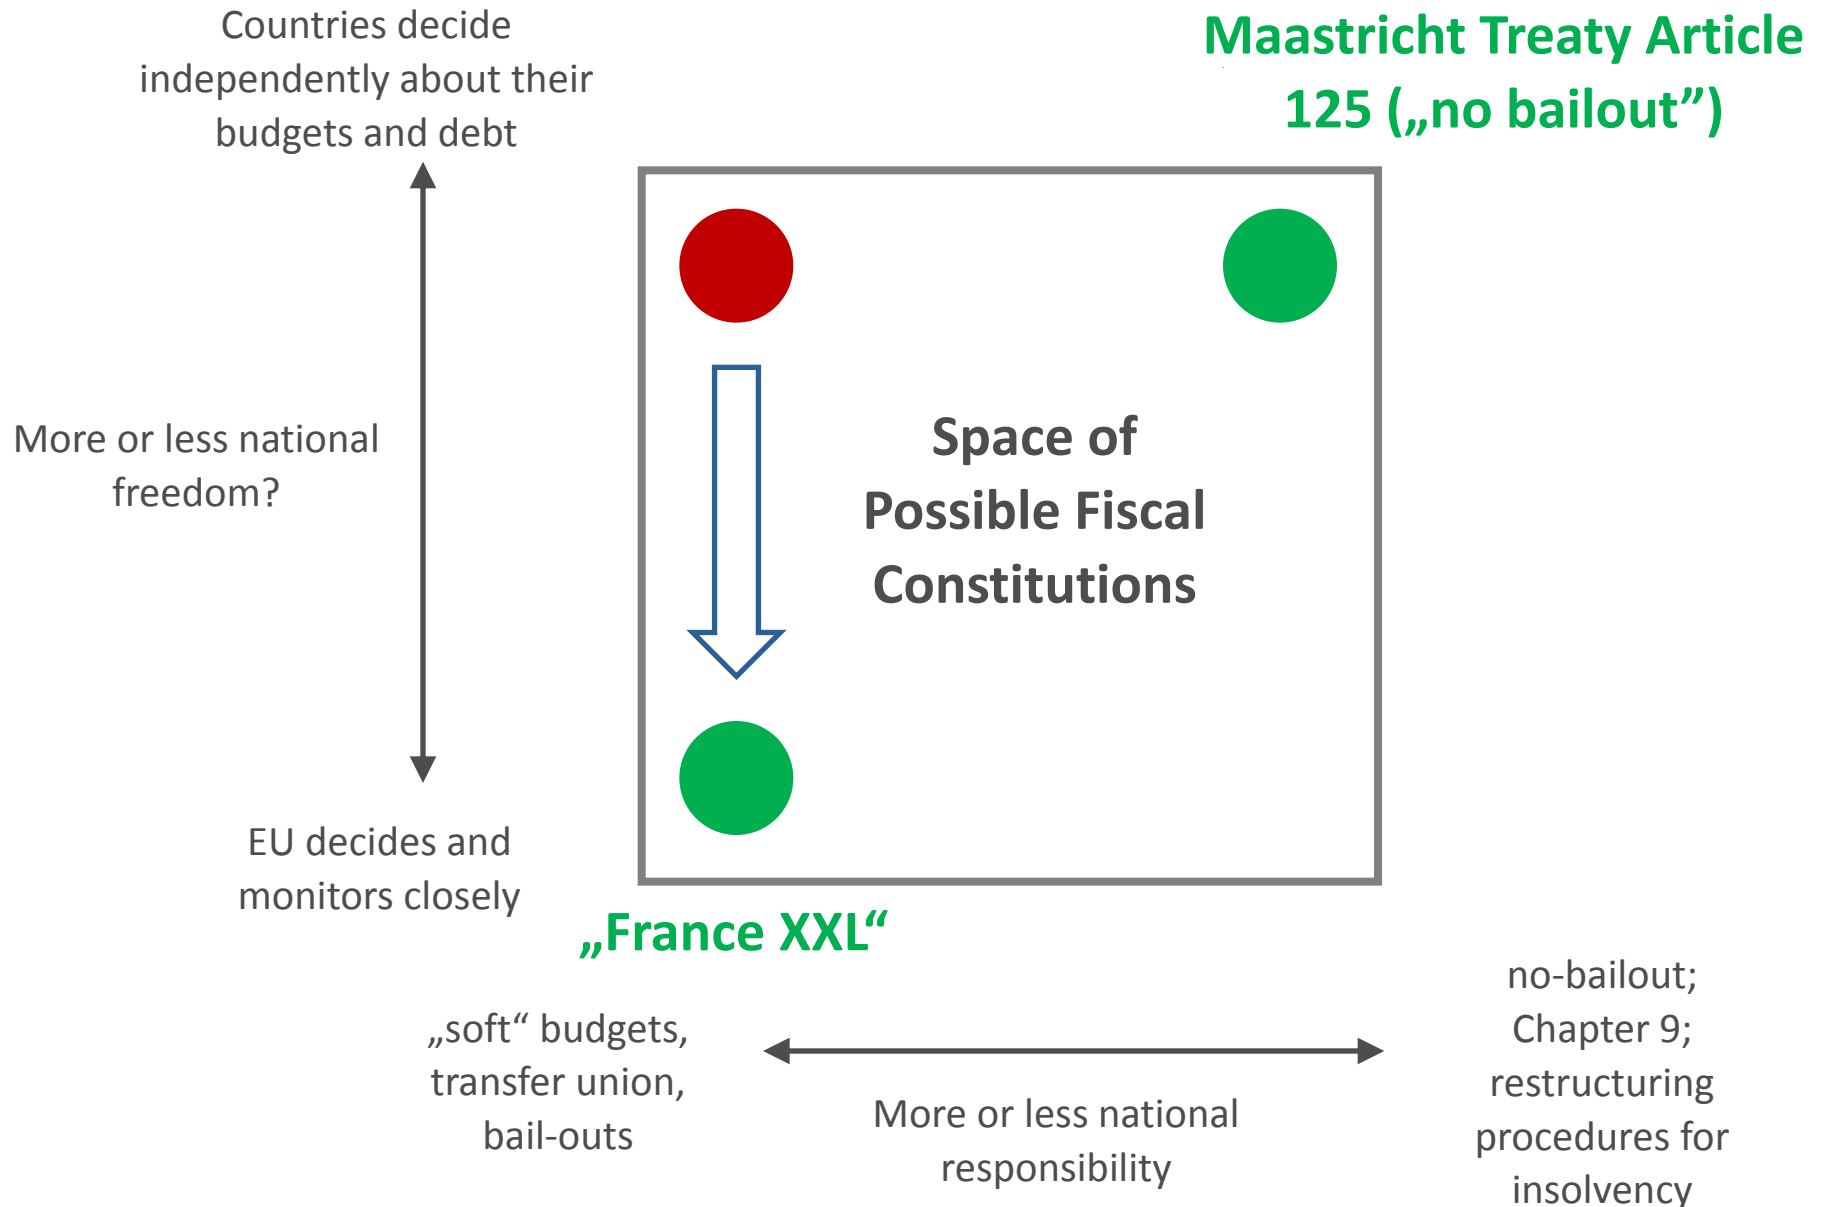 Countries decide
independently about their
budgets and debt
Maastricht Treaty Article
125 („no bailout”)
More or less national
freedom?
Space of
Possible Fiscal
Constitutions
EU decides and
monitors closely
„France XXL“
„soft“ budgets,
transfer union,
bail-outs
More or less national
responsibility
no-bailout;
Chapter 9;
restructuring
procedures for
insolvency